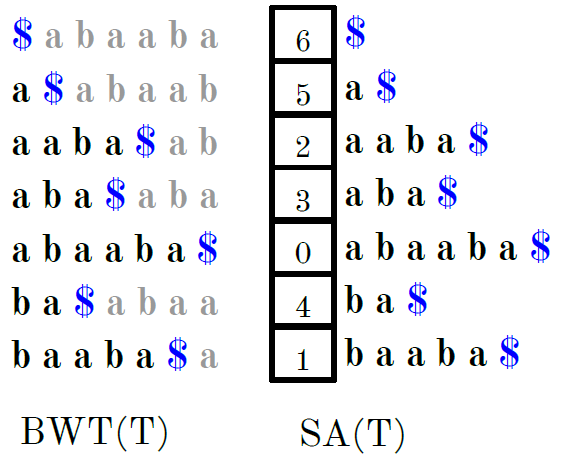 $ a b a a b a 6 $
a $ a b a a b 5 a $
a a b a $ a b 2 a a b a $
a b a $ a b a 3 a b a $
a b a a b a $ 0 a b a a b a $
b a $ a b a a 4 b a $
b a a b a $ a 1 b a a b a $
BWT(T) SA(T)